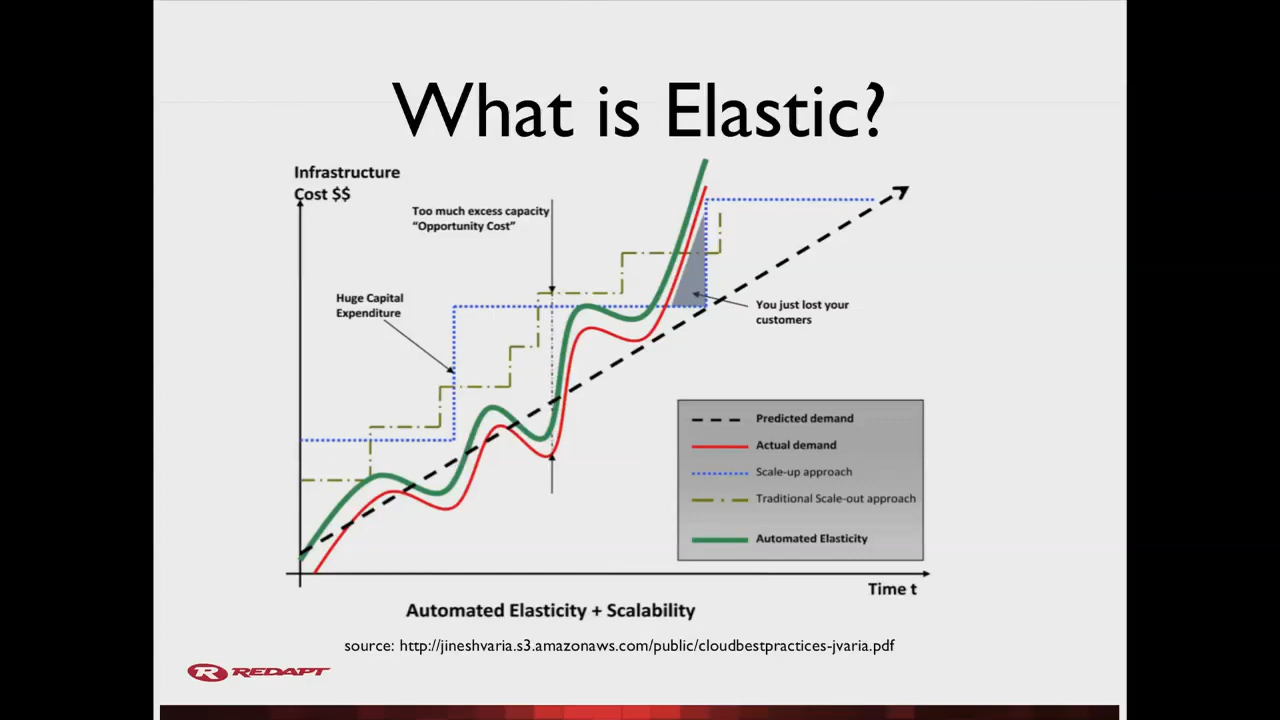 What is Elastic?
Infrastructure
Cost $$
Too much excess capacity
“Opportunity Cost”
Huge Capital
Expenditure
You just lost your
customers
Predicted demand
Actual demand
Scale-up approach
Traditional Scale-out approach
Automated Elasticity
Time t
Automated Elasticity + Scalability
source: http://jineshvaria.s3.amazonaws.com/public/cloudbestpractices-jvaria.pdf
R REDAPT